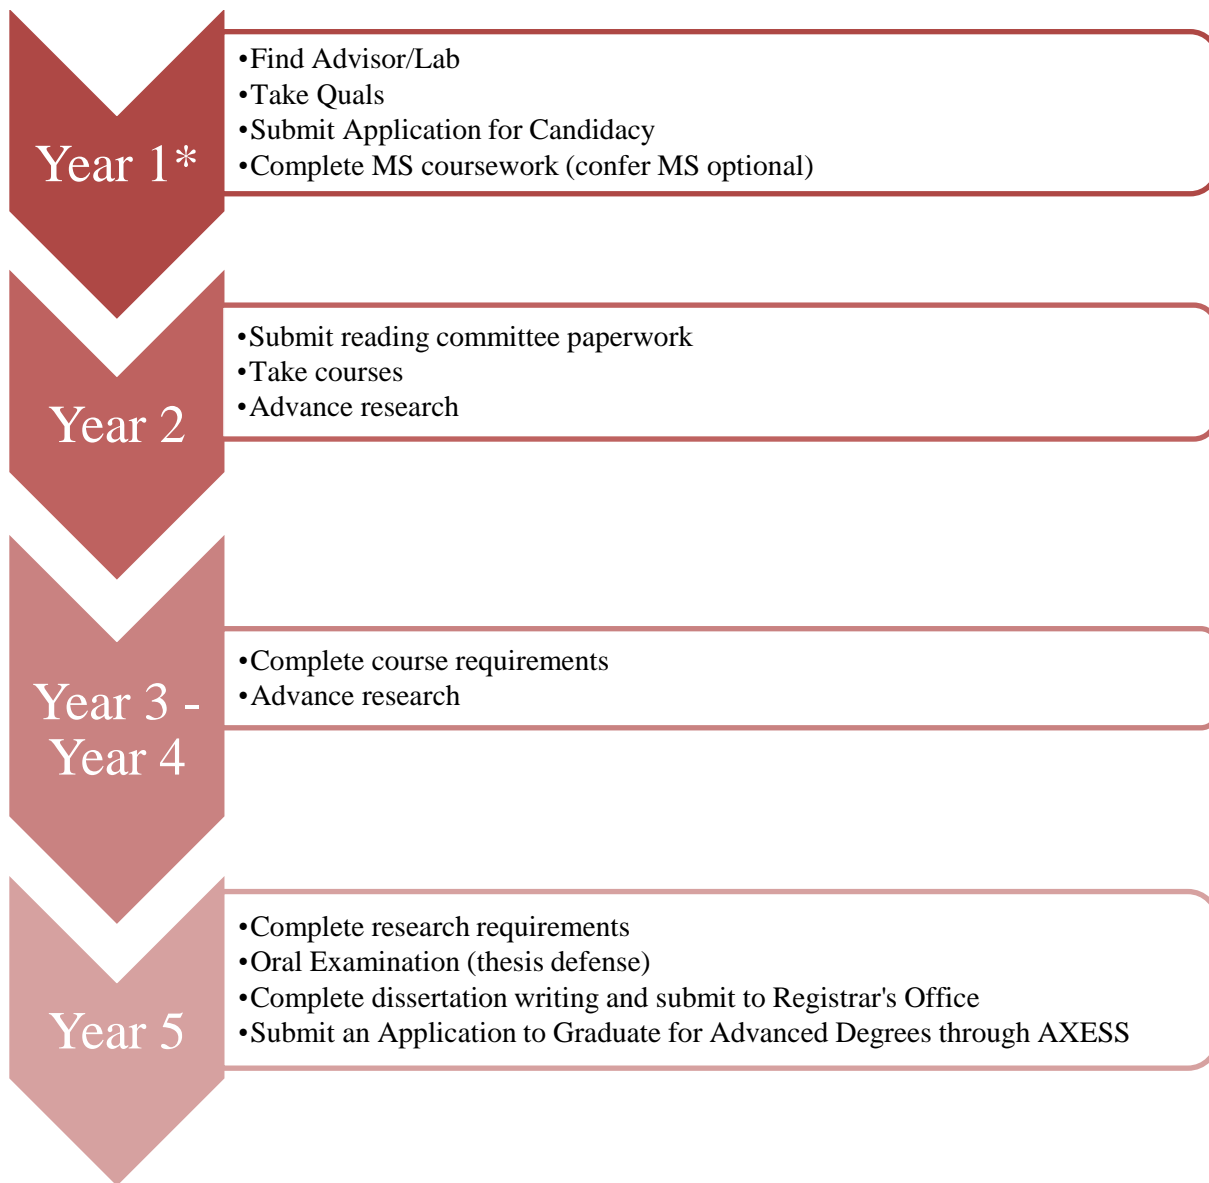 Year 1*
•Find Advisor/Lab
•Take Quals
•Submit Application for Candidacy
•Complete MS coursework (confer MS optional)
Year 2
•Submit reading committee paperwork
•Take courses
•Advance research
Year 3 -
Year 4
•Complete course requirements
•Advance research
Year 5
•Complete research requirements
•Oral Examination (thesis defense)
•Complete dissertation writing and submit to Registrar's Office
•Submit an Application to Graduate for Advanced Degrees through AXESS